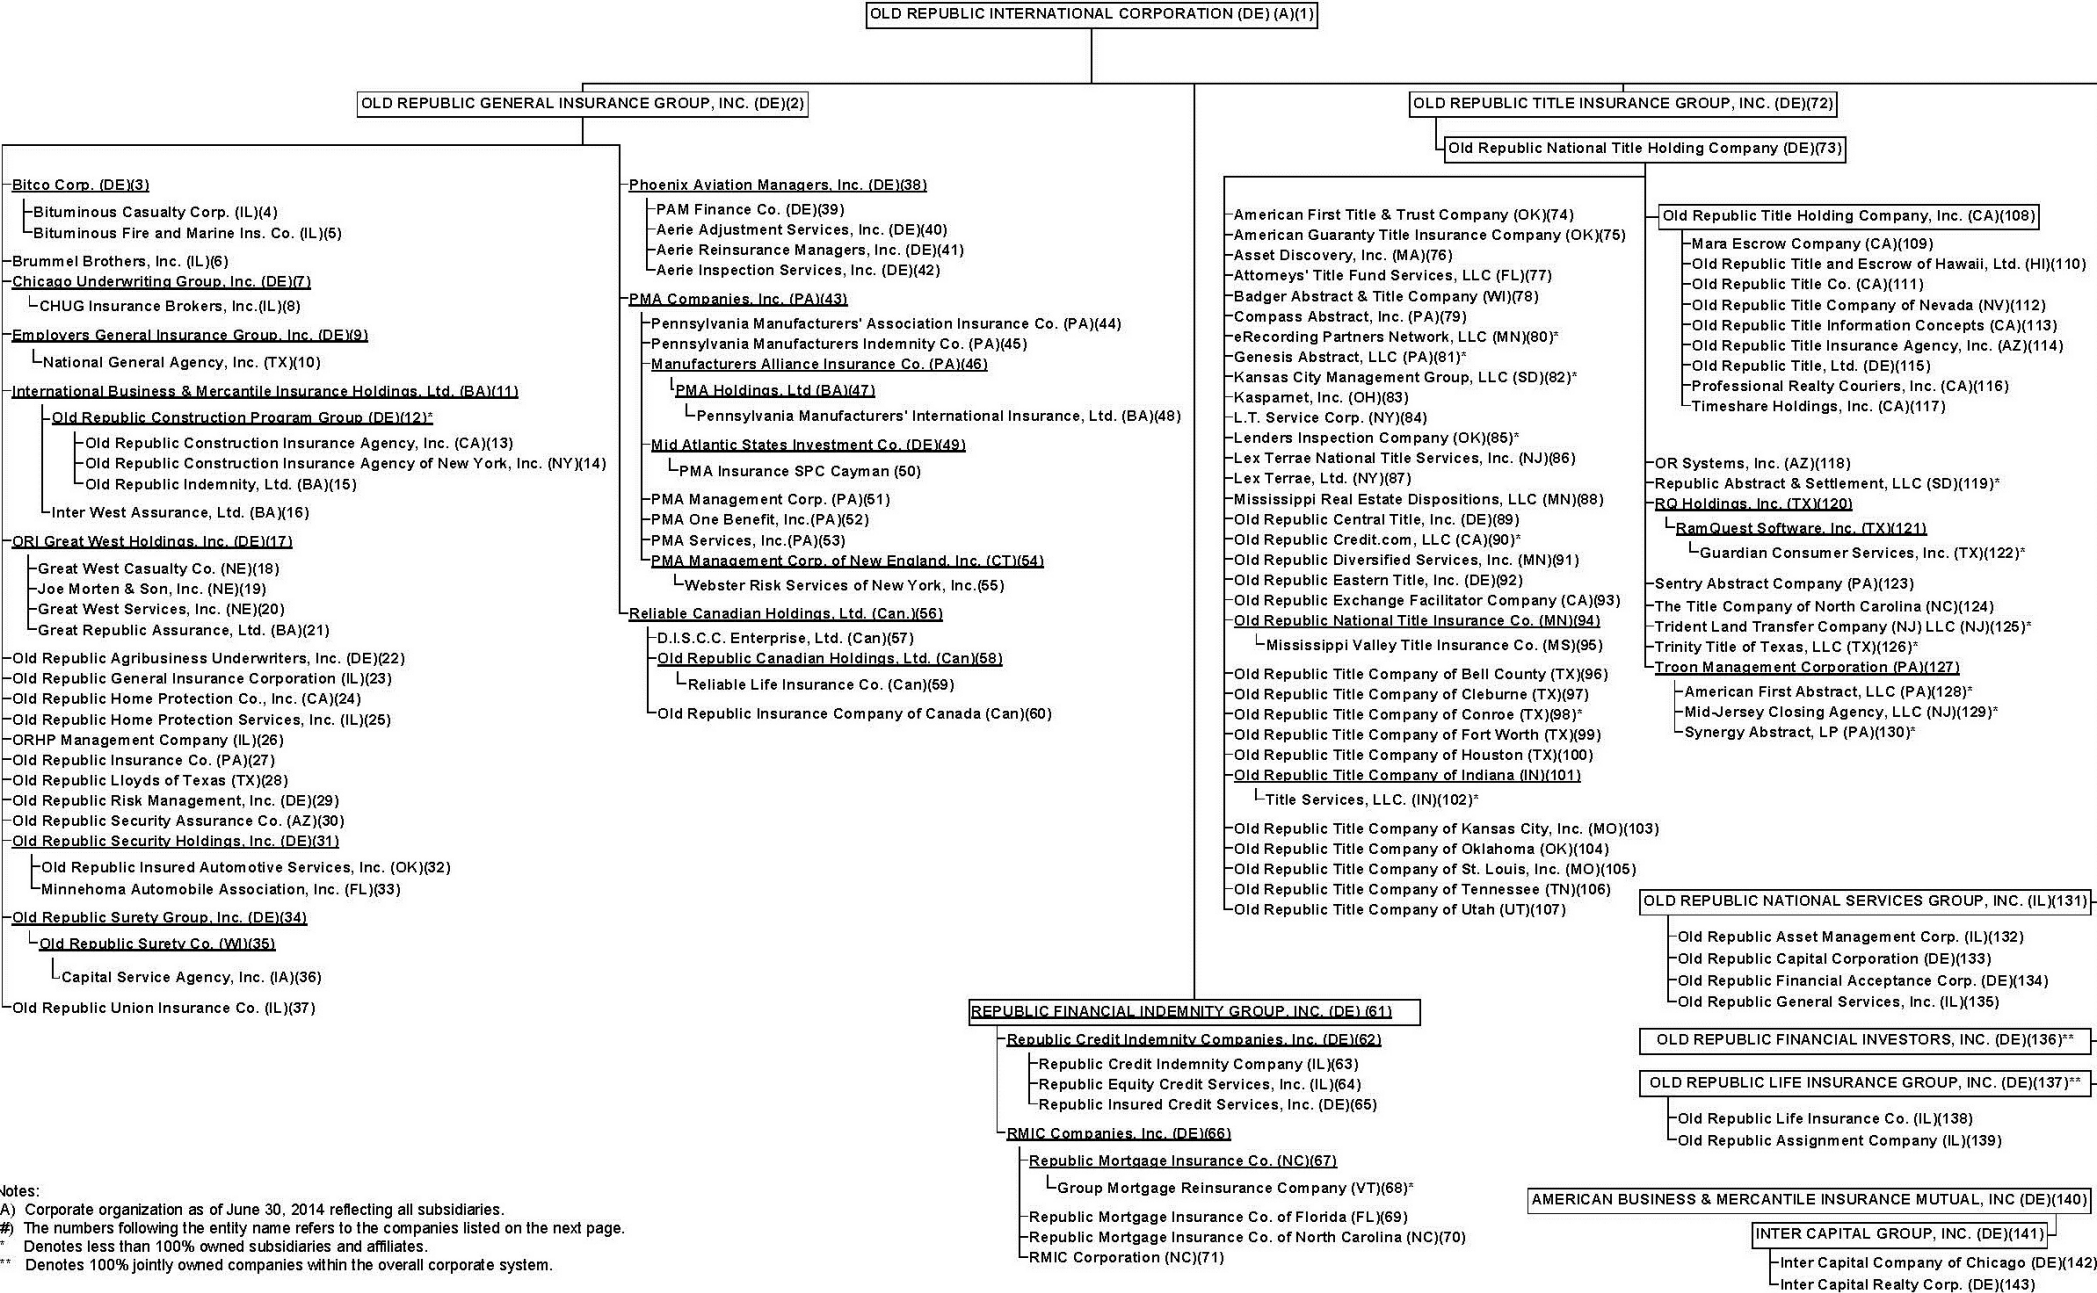 OLD REPUBLIC INTERNATIONAL CORPORATION (DE) (A)(1)
OLD REPUBLIC GENERAL INSURANCE GROUP, INC. (DE)(2)
Bitco Corp. (DE)(3)
Bituminous Casualty Corp. (IL)(4)
Bituminous Fire and Marine Ins. Co. (IL)(5)
Brummel Brothers, Inc. (IL)(6)
Chicago Underwriting Group, Inc. (DE)(7)
CHUG Insurance Brokers, Inc.(IL)(8)
Employers General Insurance Group, Inc. (DE)(9)
National General Agency, Inc. (TX)(10)
International Business & Mercantile Insurance Holdings, Ltd. (BA)(11)
Old Republic Construction Program Group (DE)(12)*
Old Republic Construction Insurance Agency, Inc. (CA)(13)
Old Republic Construction Insurance Agency of New York, Inc. (NY)(14)
Old Republic Indemnity, Ltd. (BA)(15)
Inter West Assurance, Ltd. (BA)(16)
ORI Great West Holdings, Inc. (DE)(17)
Great West Casualty Co. (NE)(18)
Joe Morten & Son, Inc. (NE)(19)
Great West Services, Inc. (NE)(20)
Great Republic Assurance, Ltd. (BA)(21)
Old Republic Agribusiness Underwriters, Inc. (DE)(22)
Old Republic General Insurance Corporation (IL)(23)
Old Republic Home Protection Co., Inc. (CA)(24)
Old Republic Home Protection Services, Inc. (IL)(25)
ORHP Management Company (IL)(26)
Old Republic Insurance Co. (PA)(27)
Old Republic Lloyds of Texas (TX)(28)
Old Republic Risk Management, Inc. (DE)(29)
Old Republic Security Assurance Co. (AZ)(30)
Old Republic Security Holdings, Inc. (DE)(31)
Old Republic Insured Automotive Services, Inc. (OK)(32)
Minnehoma Automobile Association, Inc. (FL)(33)
Old Republic Surety Group, Inc. (DE)(34)
Old Republic Surety Co. (WI)(35)
Capital Service Agency, Inc. (IA)(36)
Old Republic Union Insurance Co. (IL)(37)
Phoenix Aviation Managers, Inc. (DE)(38)
PAM Finance Co. (DE)(39)
Aerie Adjustment Services, Inc. (DE)(40)
Aerie Reinsurance Managers, Inc. (DE)(41)
Aerie Inspection Services, Inc. (DE)(42)
PMA Companies, Inc. (PA)(43)
Pennsylvania Manufacturers' Association Insurance Co. (PA)(44)
Pennsylvania Manufacturers Indemnity Co. (PA)(45)
Manufacturers Alliance Insurance Co. (PA)(46)
PMA Holdings, Ltd (BA)(47)
Pennsylvania Manufacturers' International Insurance, Ltd. (BA)(48)
Mid Atlantic States Investment Co. (DE)(49)
PMA Insurance SPC Cayman (50)
PMA Management Corp. (PA)(51)
PMA One Benefit, Inc.(PA)(52)
PMA Services, Inc.(PA)(53)
PMA Management Corp. of New England, Inc. (CT)(54)
Webster Risk Services of New York, Inc.(55)
Reliable Canadian Holdings, Ltd. (Can.)(56)
D.I.S.C.C. Enterprise, Ltd. (Can)(57)
Old Republic Canadian Holdings, Ltd. (Can)(58)
Reliable Life Insurance Co. (Can)(59)
Old Republic Insurance Company of Canada (Can)(60)
REPUBLIC FINANCIAL INDEMNITY GROUP, INC. (DE) (61)
Republic Credit Indemnity Companies, Inc. (DE)(62)
Republic Credit Indemnity Company (IL)(63)
Republic Equity Credit Services, Inc. (IL)(64)
Republic Insured Credit Services, Inc. (DE)(65)
RMIC Companies, Inc. (DE)(66)
Republic Mortgage Insurance Co. (NC)(67)
Group Mortgage Reinsurance Company (VT)(68)*
Republic Mortgage Insurance Co. of Florida (FL)(69)
Republic Mortgage Insurance Co. of North Carolina (NC)(70)
RMIC Corporation (NC)(71)
OLD REPUBLIC TITLE INSURANCE GROUP, INC. (DE)(72)
Old Republic National Title Holding Company (DE)(73)
American First Title & Trust Company (OK)(74)
American Guaranty Title Insurance Company (OK)(75)
Asset Discovery, Inc. (MA)(76)
Attorneys' Title Fund Services, LLC (FL)(77)
Badger Abstract & Title Company (WI)(78)
Compass Abstract, Inc. (PA)(79)
eRecording Partners Network, LLC (MN)(80)*
Genesis Abstract, LLC (PA)(81)*
Kansas City Management Group, LLC (SD)(82)*
Kasparnet, Inc. (OH)(83)
L.T. Service Corp. (NY)(84)
Lenders Inspection Company (OK)(85)*
Lex Terrae National Title Services, Inc. (NJ)(86)
Lex Terrae, Ltd. (NY)(87)
Mississippi Real Estate Dispositions, LLC (MN)(88)
Old Republic Central Title, Inc. (DE)(89)
Old Republic Credit.com, LLC (CA)(90)*
Old Republic Diversified Services, Inc. (MN)(91)
Old Republic Eastern Title, Inc. (DE)(92)
Old Republic Exchange Facilitator Company (CA)(93)
Old Republic National Title Insurance Co. (MN)(94)
Mississippi Valley Title Insurance Co. (MS)(95)
Old Republic Title Company of Bell County (TX)(96)
Old Republic Title Company of Cleburne (TX)(97)
Old Republic Title Company of Conroe (TX)(98)*
Old Republic Title Company of Fort Worth (TX)(99)
Old Republic Title Company of Houston (TX)(100)
Old Republic Title Company of Indiana (IN)(101)
Title Services, LLC. (IN)(102)*
Old Republic Title Company of Kansas City, Inc. (MO)(103)
Old Republic Title Company of Oklahoma (OK)(104)
Old Republic Title Company of St. Louis, Inc. (MO)(105)
Old Republic Title Company of Tennessee (TN)(106)
Old Republic Title Company of Utah (UT)(107)
Old Republic Title Holding Company, Inc. (CA)(108)
Mara Escrow Company (CA)(109)
Old Republic Title and Escrow of Hawaii, Ltd. (HI)(110)
Old Republic Title Co. (CA)(111)
Old Republic Title Company of Nevada (NV)(112)
Old Republic Title Information Concepts (CA)(113)
Old Republic Title Insurance Agency, Inc. (AZ)(114)
Old Republic Title, Ltd. (DE)(115)
Professional Realty Couriers, Inc. (CA)(116)
Timeshare Holdings, Inc. (CA)(117)
OR Systems, Inc. (AZ)(118)
Republic Abstract & Settlement, LLC (SD)(119)*
RQ Holdings, Inc. (TX)(120)
RamQuest Software, Inc. (TX)(121)
Guardian Consumer Services, Inc. (TX)(122)*
Sentry Abstract Company (PA)(123)
The Title Company of North Carolina (NC)(124)
Trident Land Transfer Company (NJ) LLC (NJ)(125)*
Trinity Title of Texas, LLC (TX)(126)*
Troon Management Corporation (PA)(127)
American First Abstract, LLC (PA)(128)*
Mid-Jersey Closing Agency, LLC (NJ)(129)*
Synergy Abstract, LP (PA)(130)*
OLD REPUBLIC NATIONAL SERVICES GROUP, INC. (IL)(131)
Old Republic Asset Management Corp. (IL)(132)
Old Republic Capital Corporation (DE)(133)
Old Republic Financial Acceptance Corp. (DE)(134)
Old Republic General Services, Inc. (IL)(135)
OLD REPUBLIC FINANCIAL INVESTORS, INC. (DE)(136)**
OLD REPUBLIC LIFE INSURANCE GROUP, INC. (DE)(137)**
Old Republic Life Insurance Co. (IL)(138)
Old Republic Assignment Company (IL)(139)
AMERICAN BUSINESS & MERCANTILE INSURANCE MUTUAL, INC (DE)(140)
INTER CAPITAL GROUP, INC. (DE)(141)
Inter Capital Company of Chicago (DE)(142)
Inter Capital Realty Corp. (DE)(143)
Notes:
A) Corporate organization as of June 30, 2014 reflecting all subsidiaries.
#) The numbers following the entity name refers to the companies listed on the next page.
* Denotes less than 100% owned subsidiaries and affiliates.
** Denotes 100% jointly owned companies within the overall corporate system.